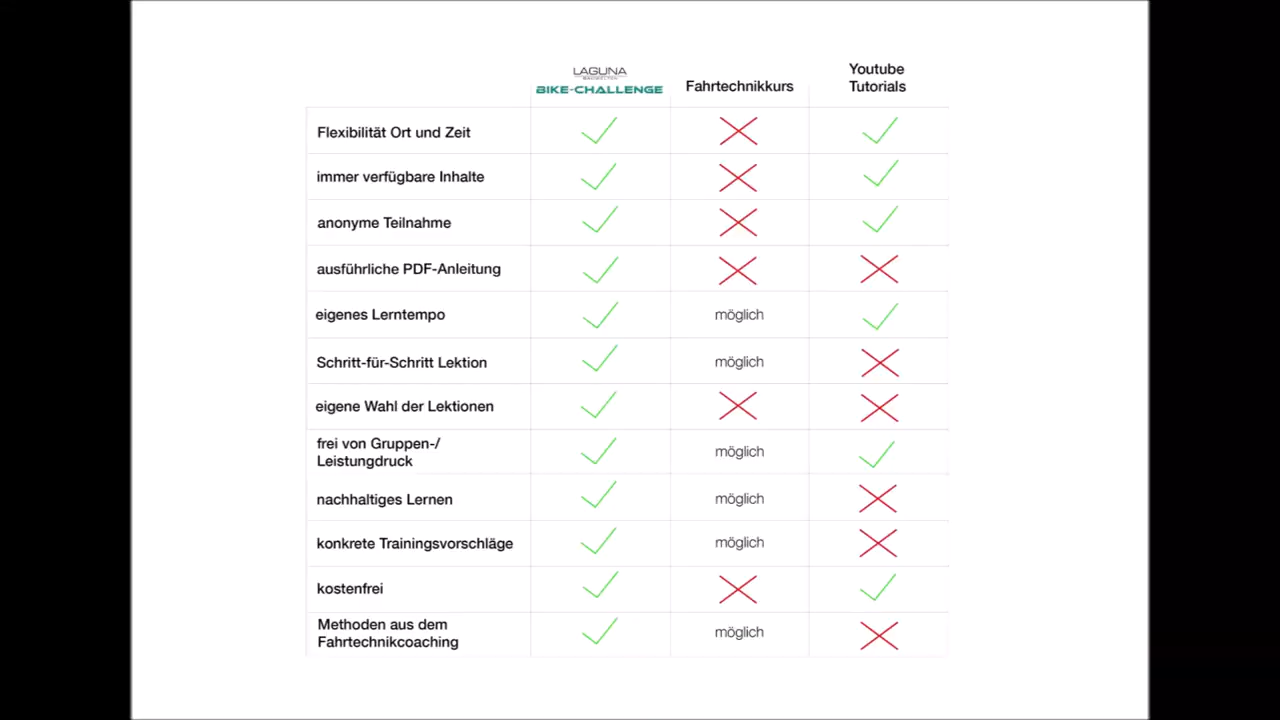 LAGUNA
BADEWELTEN
BIKE-CHALLENGE
Fahrtechnikkurs
Youtube
Tutorials
Flexibilität Ort und Zeit
immer verfügbare Inhalte
anonyme Teilnahme
ausführliche PDF-Anleitung
eigenes Lerntempo
möglich
Schritt-für-Schritt Lektion
möglich
eigene Wahl der Lektionen
frei von Gruppen-/
Leistungdruck
möglich
nachhaltiges Lernen
möglich
konkrete Trainingsvorschläge
möglich
kostenfrei
Methoden aus dem
Fahrtechnikcoaching
möglich